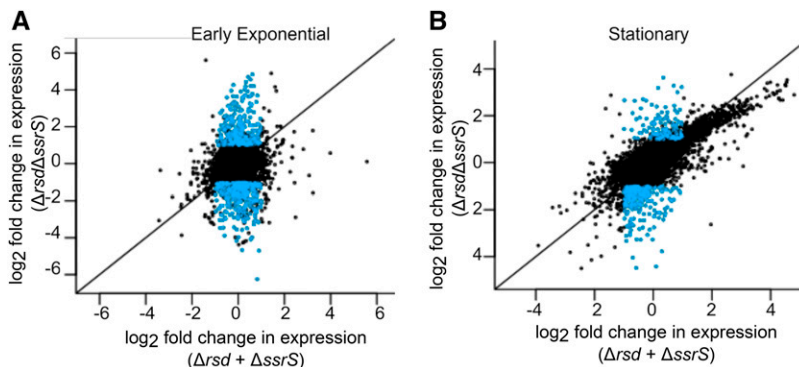 A
Early Exponential
log2 fold change in expression
(ΔrsdΔssrS)
6
4
2
0
-2
-4
-6
-6 -4 -2 0 2 4 6
log2 fold change in expression
(Δrsd + ΔssrS)
B
Stationary
log2 fold change in expression
(ΔrsdΔssrS)
4
2
0
2
4
-4 -2 0 2 4
log2 fold change in expression
(Δrsd + ΔssrS)